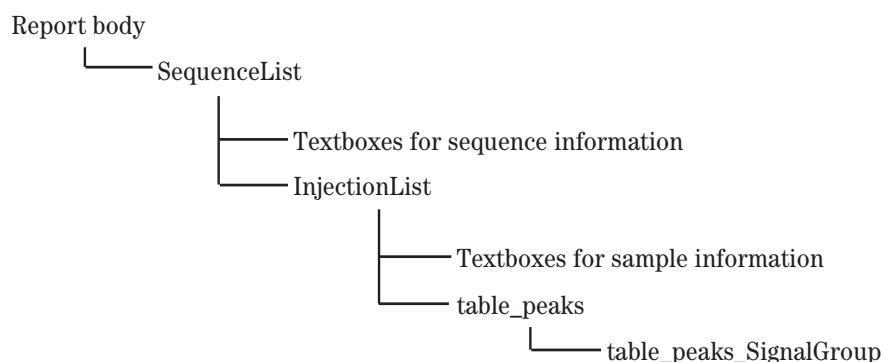 Report body
SequenceList
Textboxes for sequence information
InjectionList
Textboxes for sample information
table_peaks
table_peaks_SignalGroup